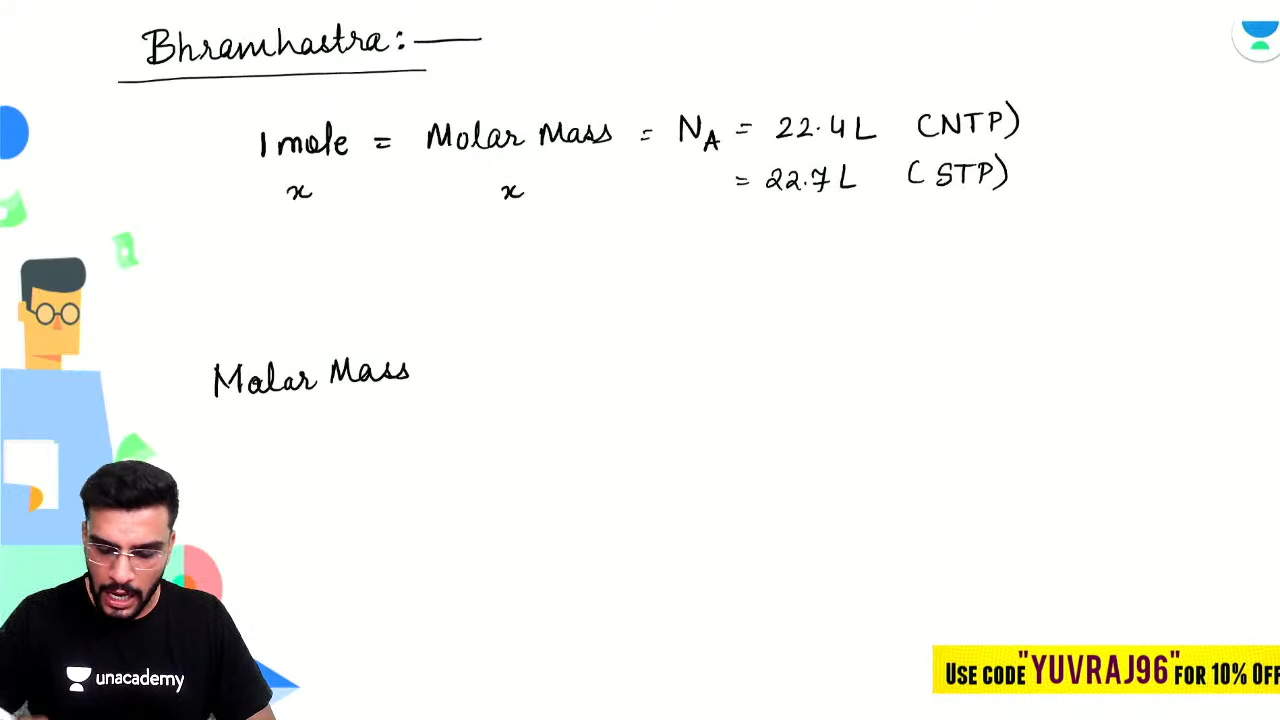 Bhramhastra:—
1 mole = Molar Mass = NA = 22.4 L (NTP)
x x = 22.7 L (STP)
Molar Mass
unacademy
USE CODE "YUVRAJ96" FOR 10% OFF